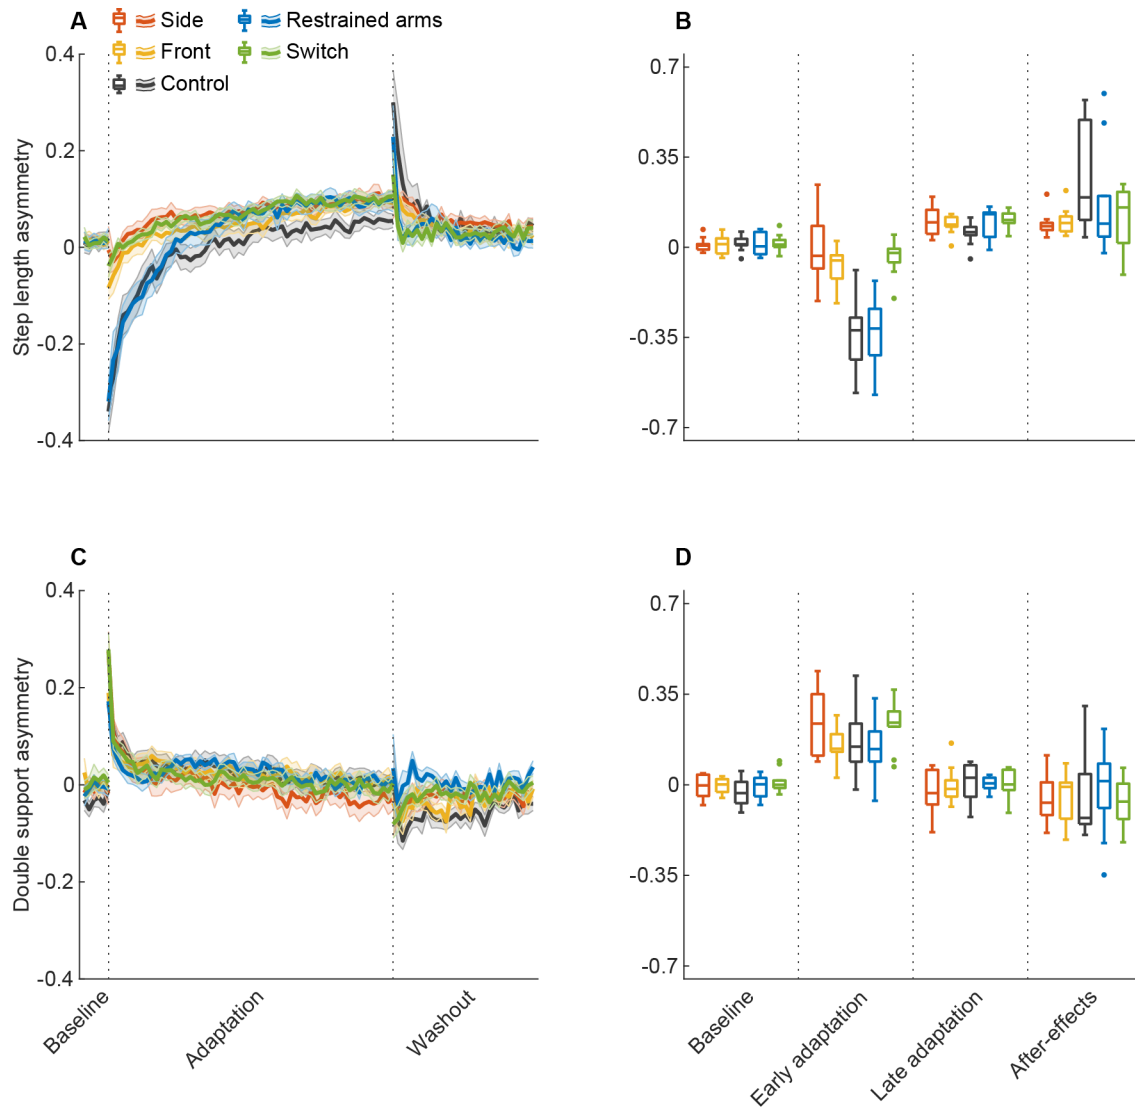 A
Side
Restrained arms
Front
Switch
Control
0.4
0.2
0
-0.2
-0.4
Step length asymmetry
B
0.7
0.35
0
-0.35
-0.7
C
0.4
0.2
0
-0.2
-0.4
Double support asymmetry
Baseline
Adaptation
Washout
D
0.7
0.35
0
-0.35
-0.7
Baseline
Early adaptation
Late adaptation
After-effects